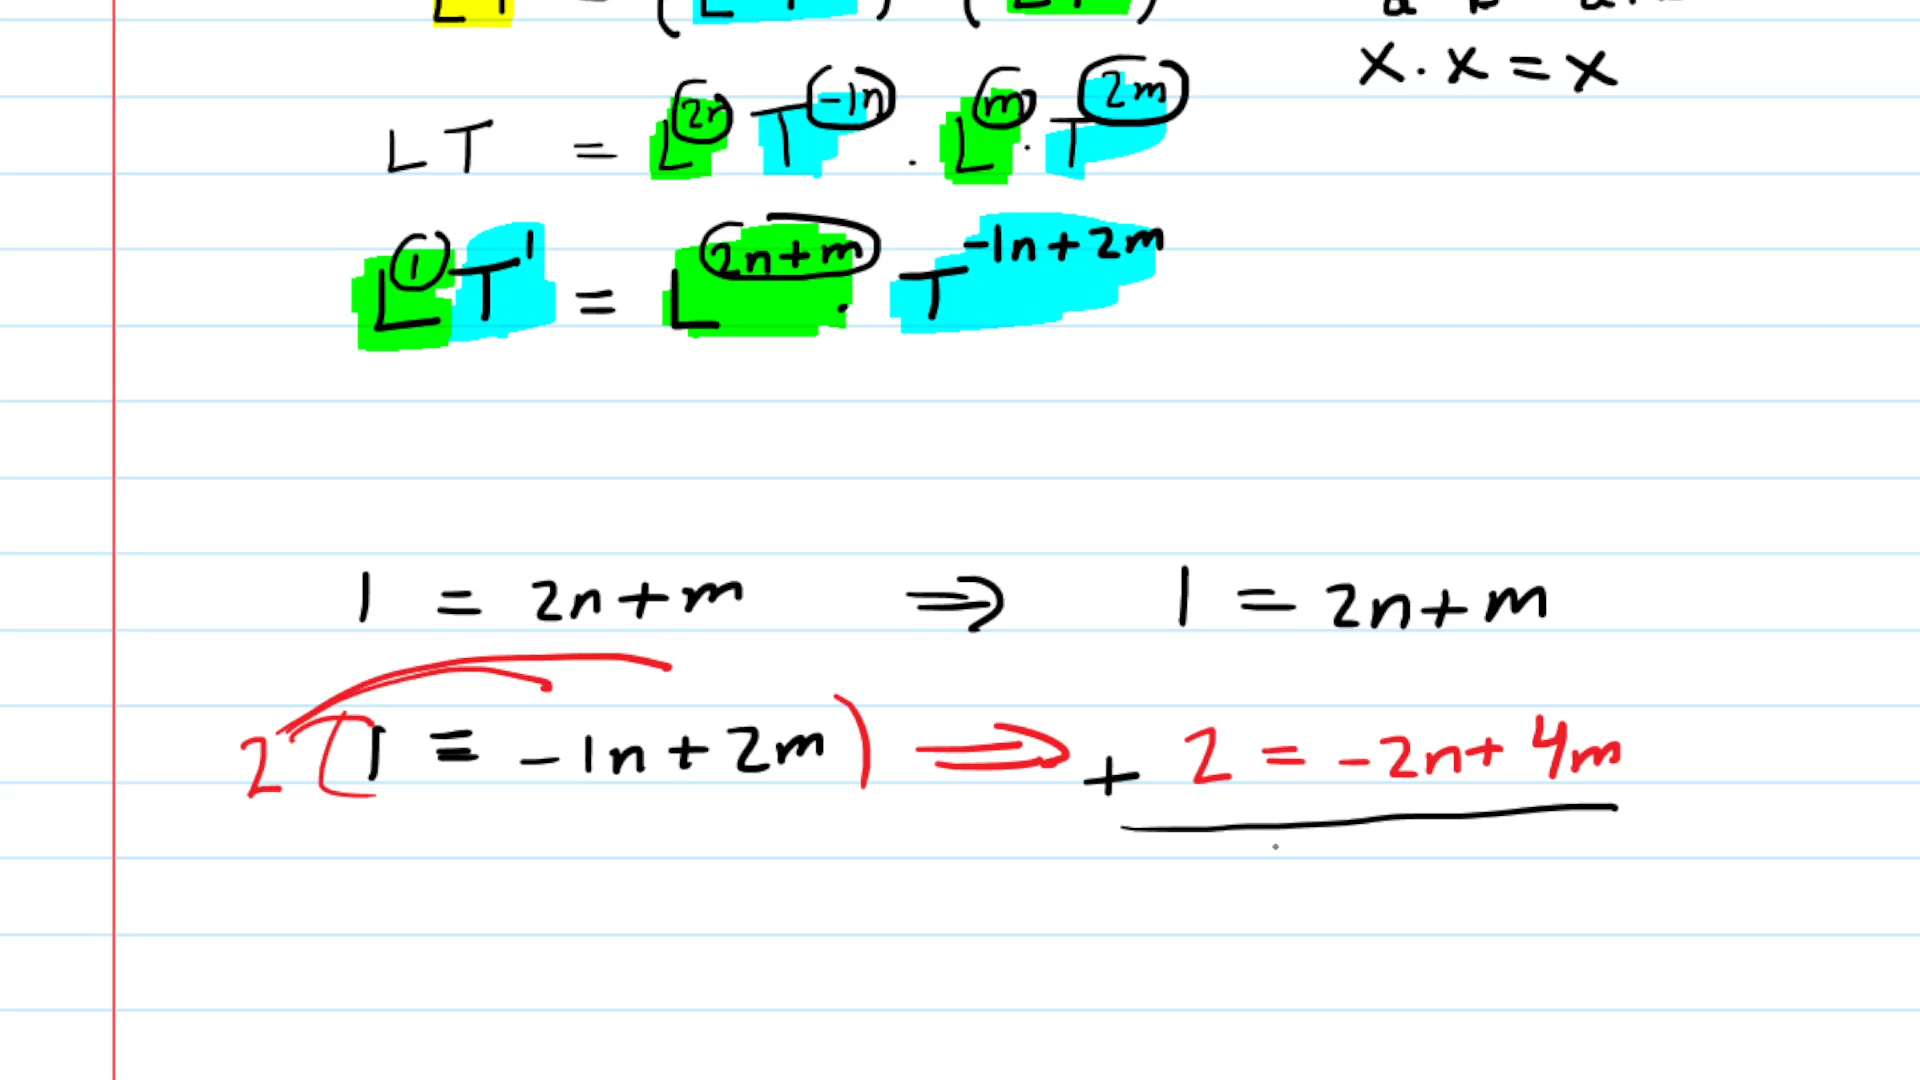 LT = L^{2n} T^{-1n} · L^{m} · T^{2m}
x · x = x
L^{1} T^{1} = L^{2n+m} · T^{-1n+2m}
1 = 2n+m ⇒ 1 = 2n+m
2(1 = -1n+2m) ⇒ + 2 = -2n+4m